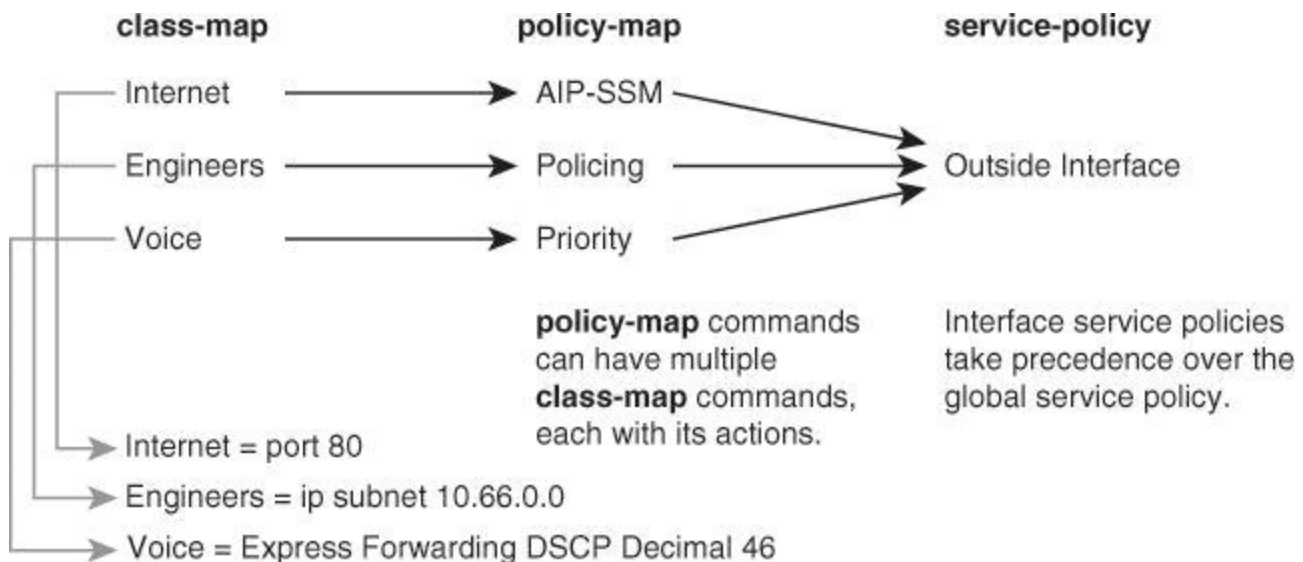 class-map policy-map service-policy
Internet AIP-SSM
Engineers Policing Outside Interface
Voice Priority
policy-map commands
can have multiple
class-map commands,
each with its actions.
Interface service policies
take precedence over the
global service policy.
Internet = port 80
Engineers = ip subnet 10.66.0.0
Voice = Express Forwarding DSCP Decimal 46